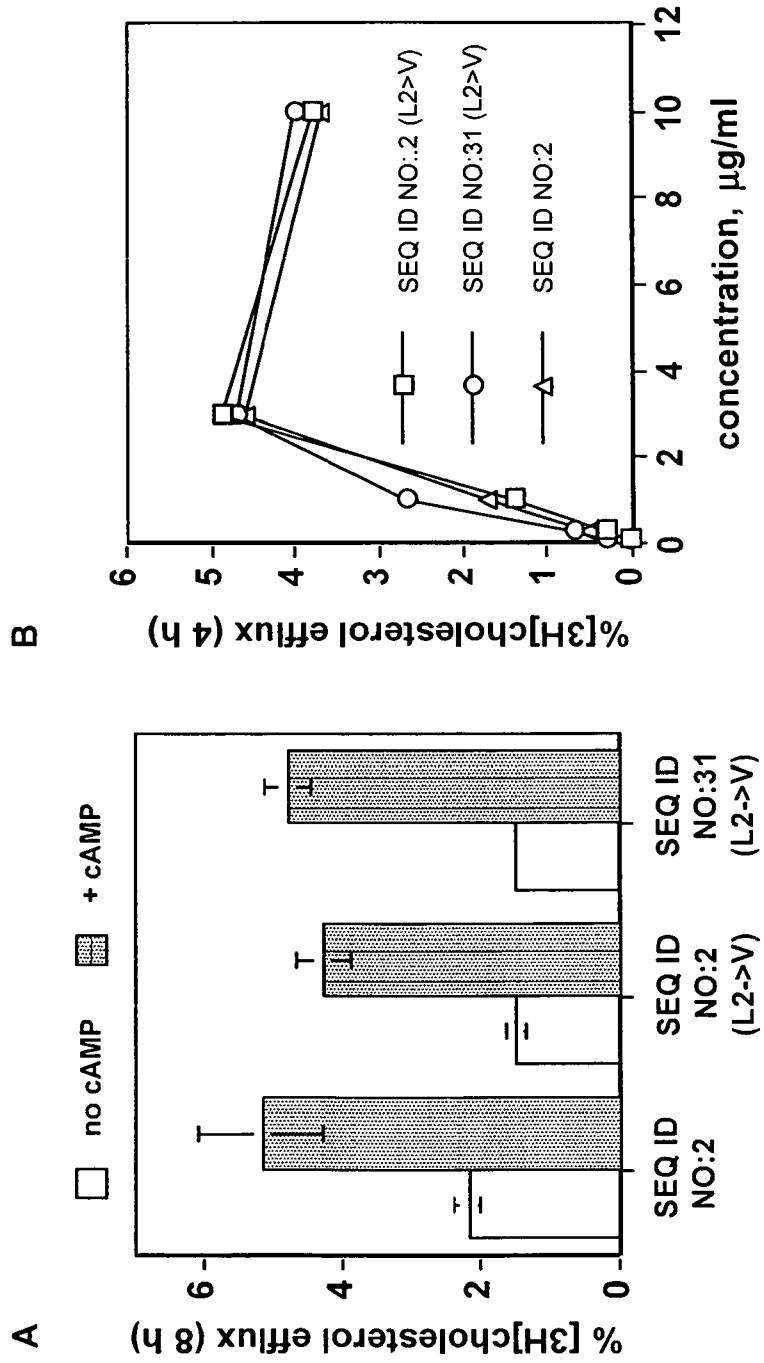 A
no cAMP
+ cAMP
% [3H]cholesterol efflux (8 h)
6
4
2
0
SEQ ID
NO:2
SEQ ID
NO:2
(L2->V)
SEQ ID
NO:31
(L2->V)
B
%[3H]cholesterol efflux (4 h)
6
5
4
3
2
1
0
SEQ ID NO:.2 (L2>V)
SEQ ID NO:31 (L2>V)
SEQ ID NO:2
0
2
4
6
8
10
12
concentration, µg/ml